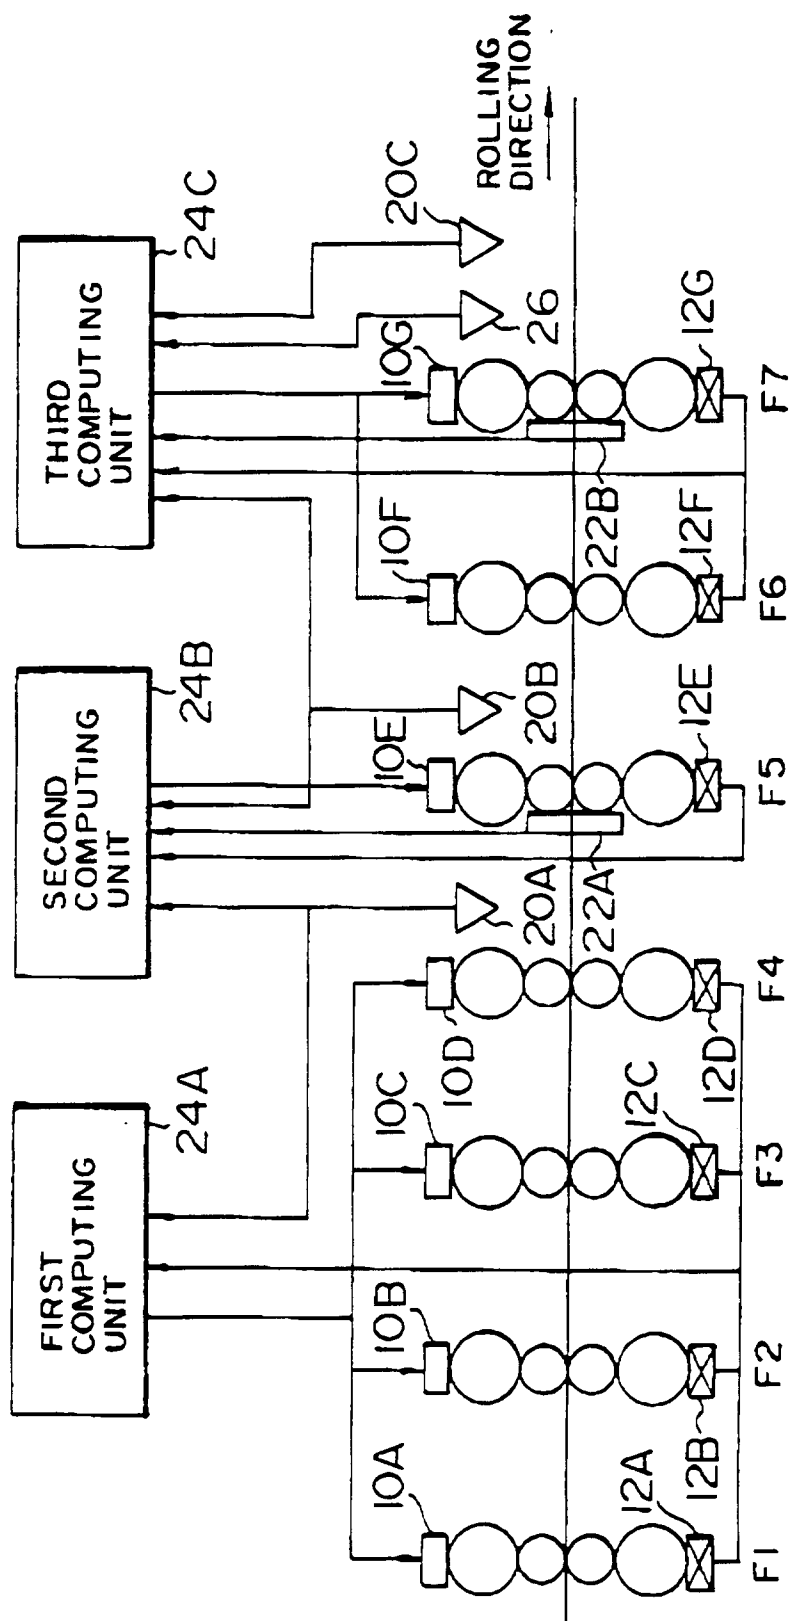 FIRST
COMPUTING
UNIT
24A
SECOND
COMPUTING
UNIT
24B
THIRD
COMPUTING
UNIT
24C
10A
10B
10C
10D
20A
10E
20B
10F
10G
26
20C
ROLLING
DIRECTION
22A
22B
12A
12B
12C
12D
12E
12F
12G
F1
F2
F3
F4
F5
F6
F7